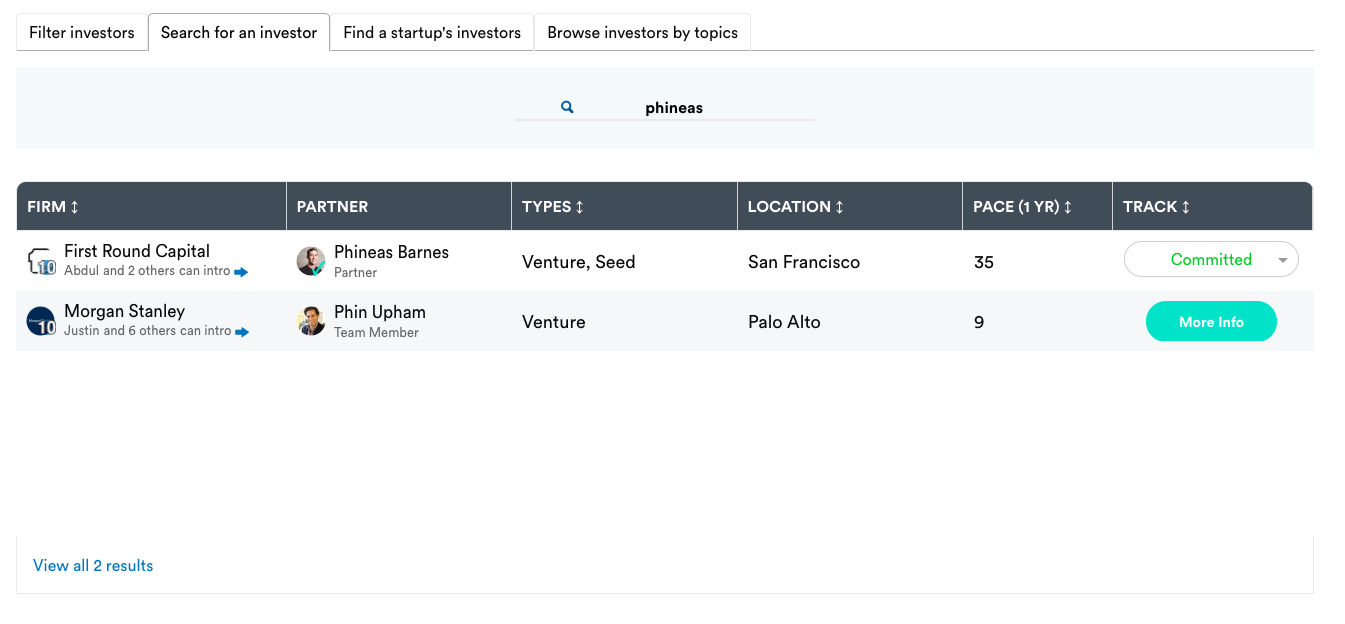 Filter investors
Search for an investor
Find a startup's investors
Browse investors by topics
phineas
FIRM
PARTNER
TYPES
LOCATION
PACE (1 YR)
TRACK
First Round Capital
Abdul and 2 others can intro
10
Phineas Barnes
Partner
Venture, Seed
San Francisco
35
Committed
Morgan Stanley
Justin and 6 others can intro
10
Phin Upham
Team Member
Venture
Palo Alto
9
More Info
View all 2 results